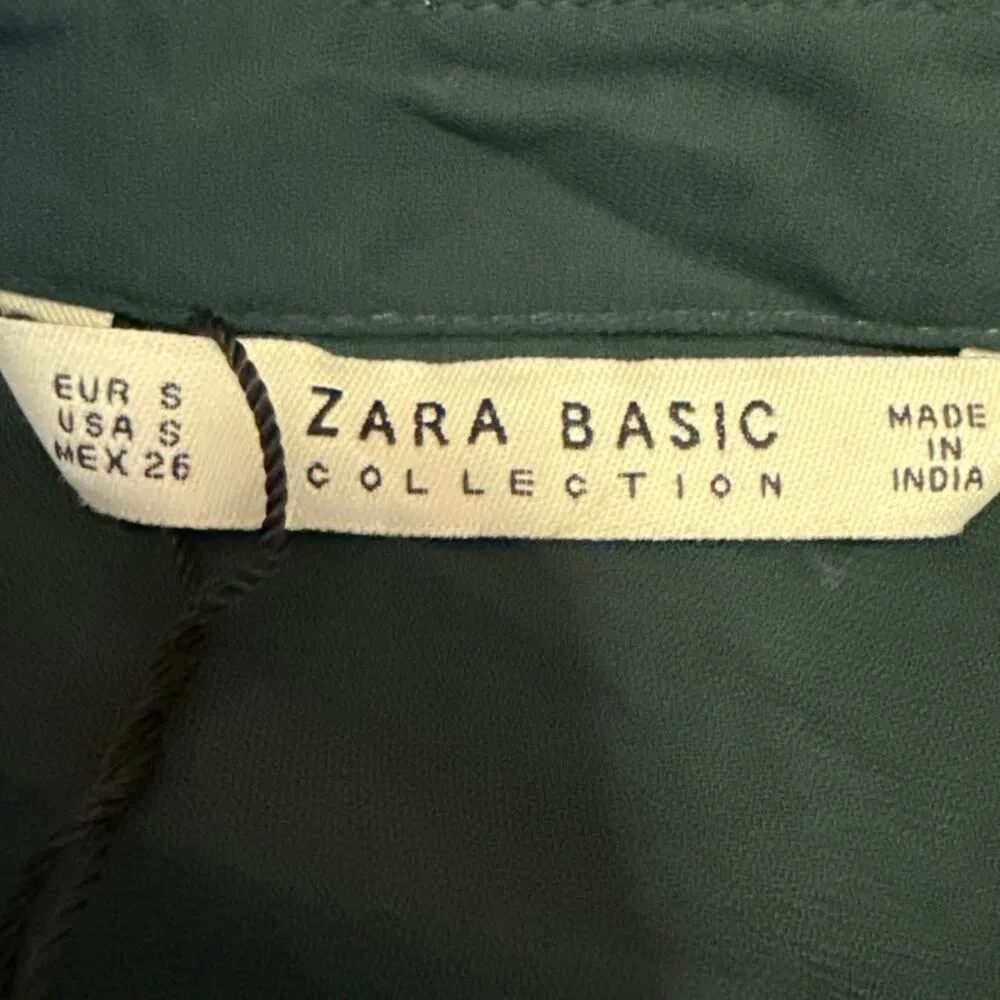 EUR S
USA S
MEX 26
ZARA BASIC
COLLECTION
MADE
IN
INDIA